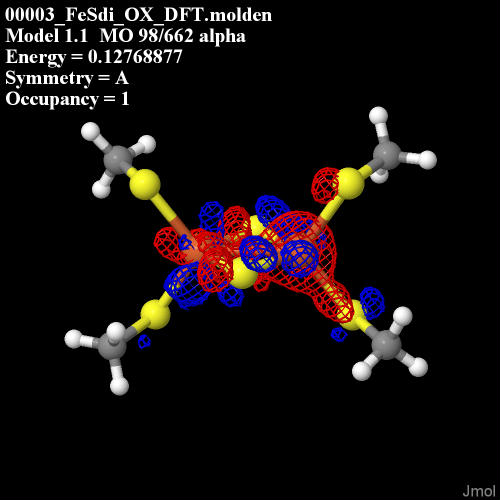 00003_FeSdi_OX_DFT.molden
Model 1.1 MO 98/662 alpha
Energy = 0.12768877
Symmetry = A
Occupancy = 1
Jmol